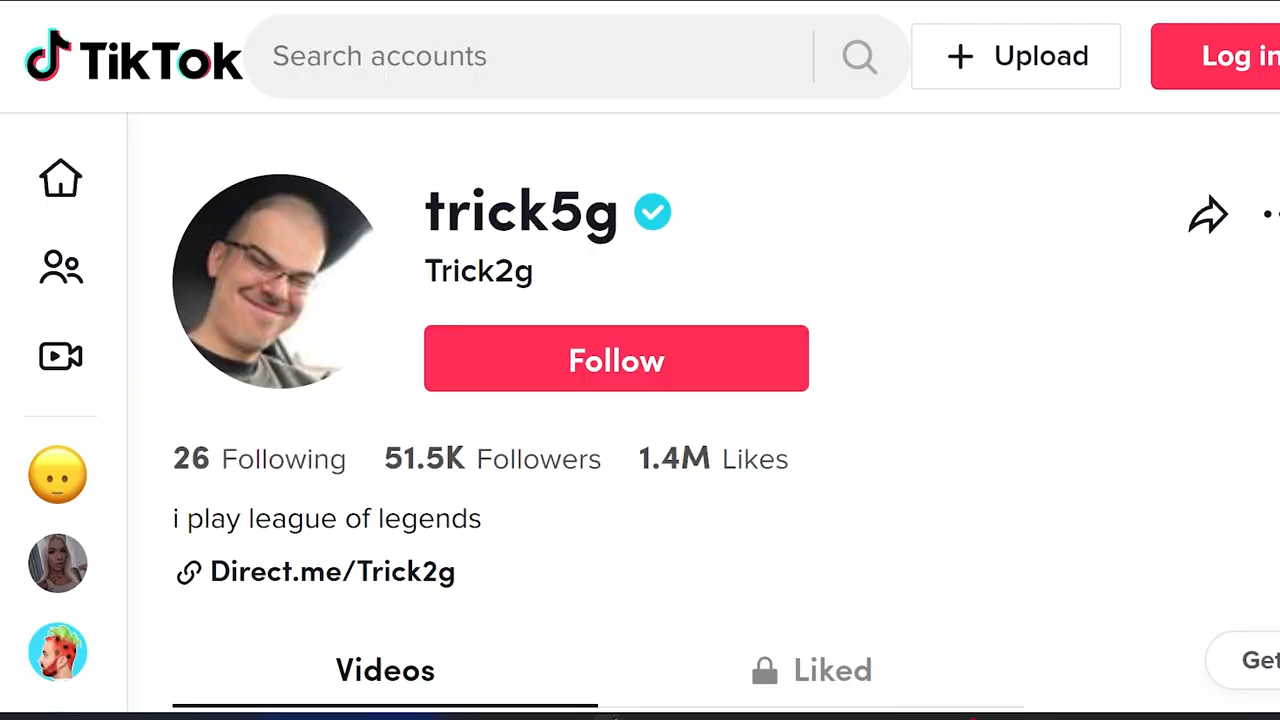 TikTok Search accounts Upload Log in
trick5g
Trick2g
Follow
26 Following 51.5K Followers 1.4M Likes
i play league of legends
Direct.me/Trick2g
Videos Liked
Get